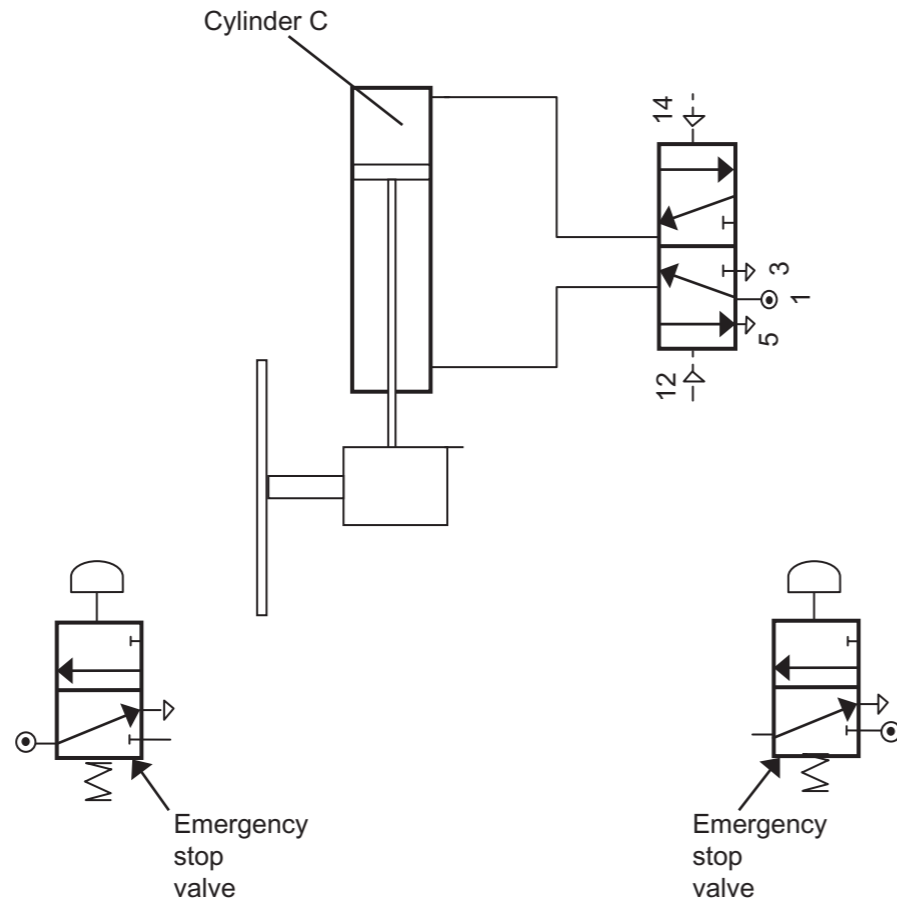 Cylinder C
14
3
1
5
12
Emergency
stop
valve
Emergency
stop
valve